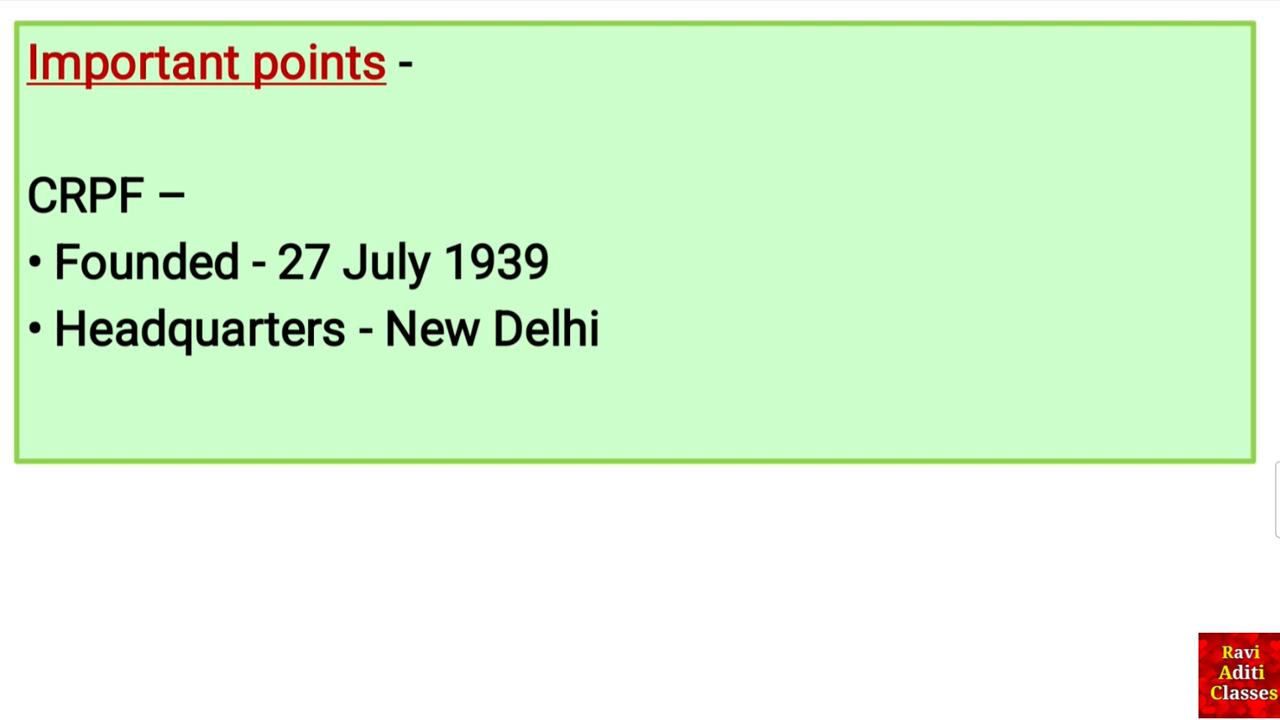 Important points -
CRPF –
• Founded - 27 July 1939
• Headquarters - New Delhi
Ravi
Aditi
Classes